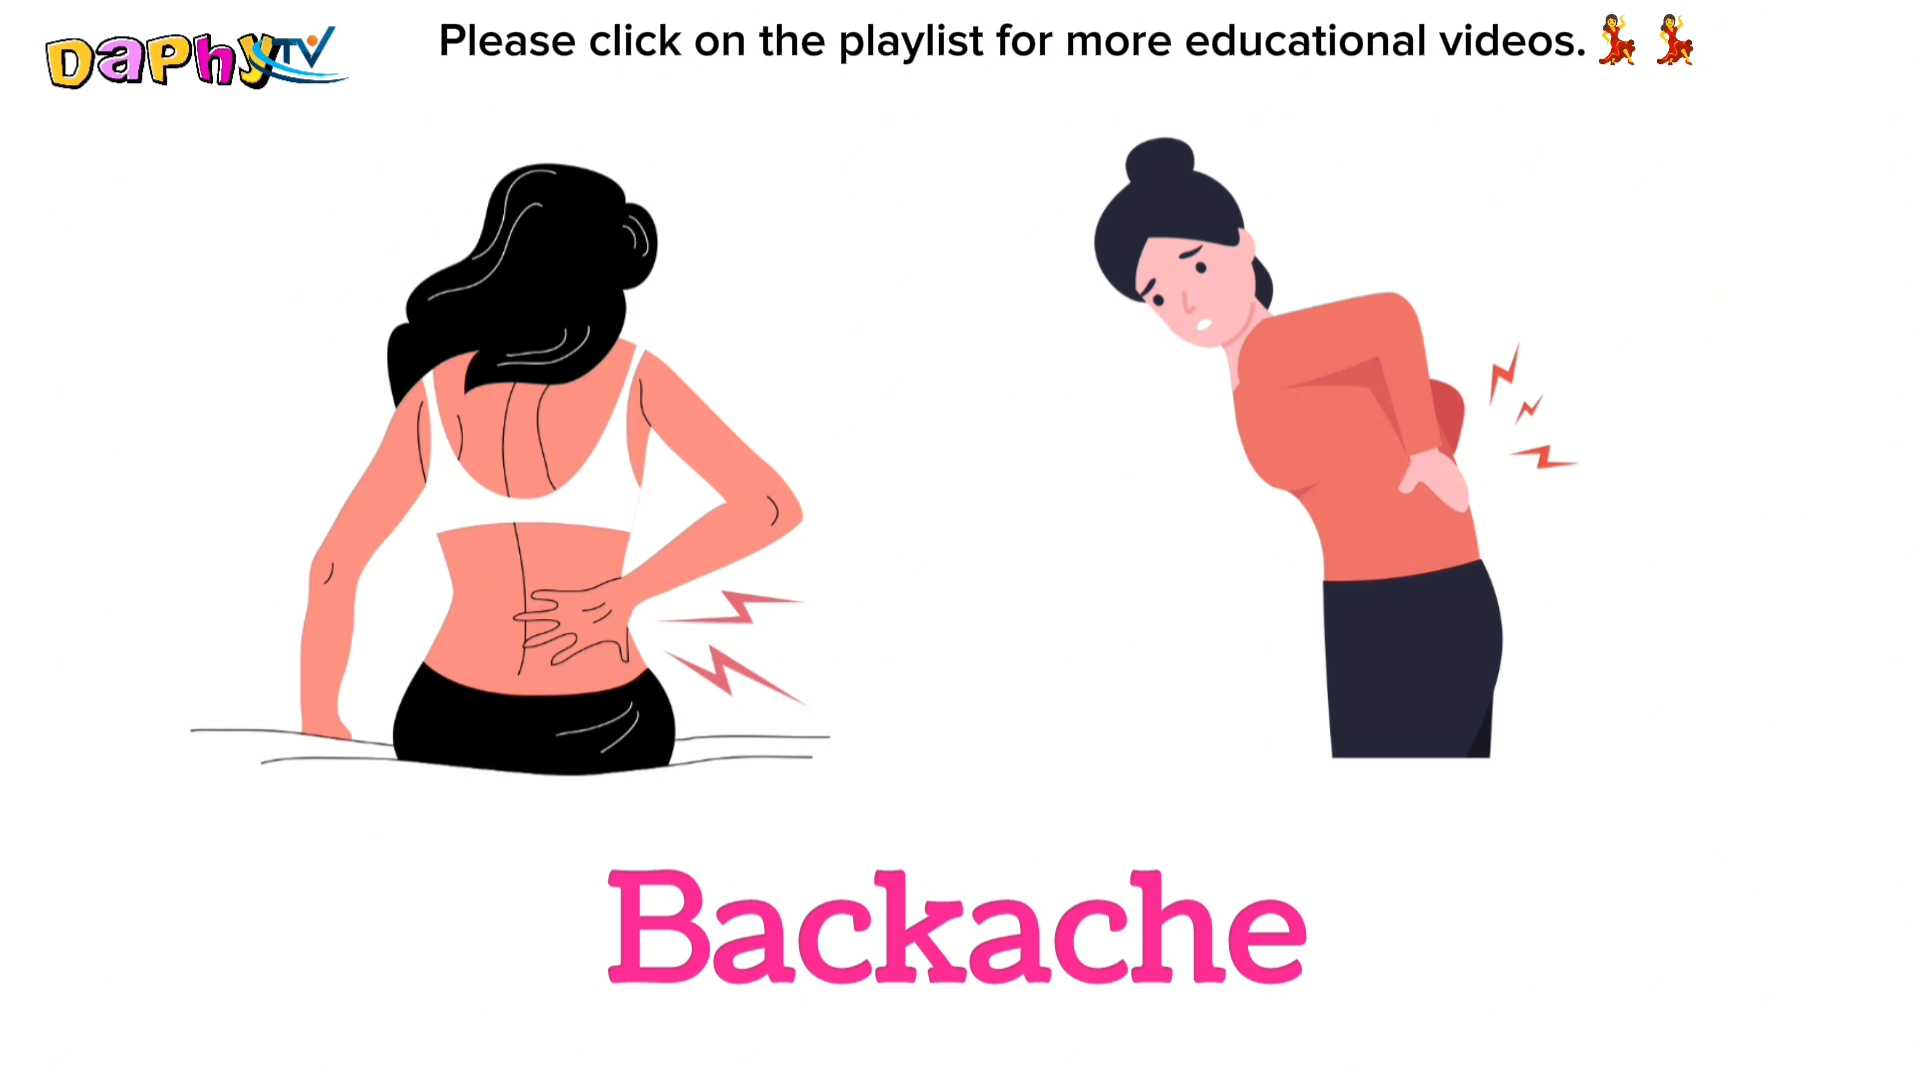 DaPhyTV
Please click on the playlist for more educational videos.💃 💃
Backache